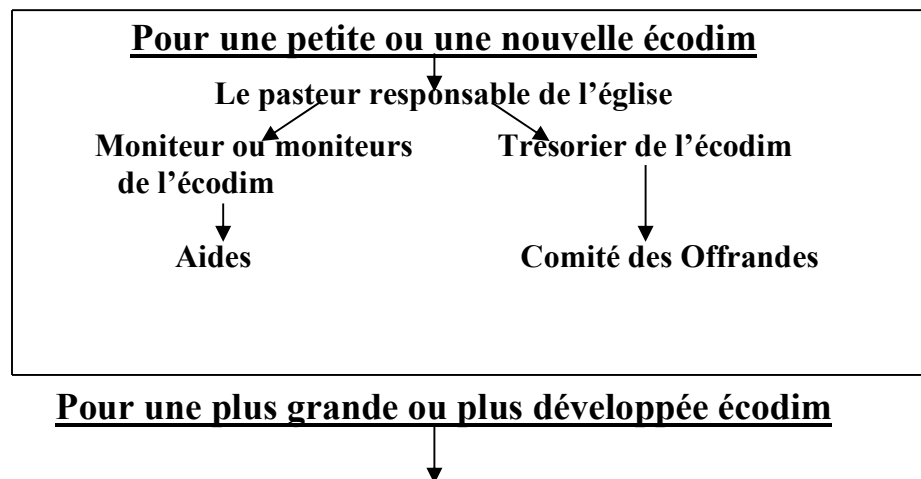 Pour une petite ou une nouvelle écodim
Le pasteur responsable de l'église
Moniteur ou moniteurs
de l'écodim
Trésorier de l'écodim
Aides
Comité des Offrandes
Pour une plus grande ou plus développée écodim